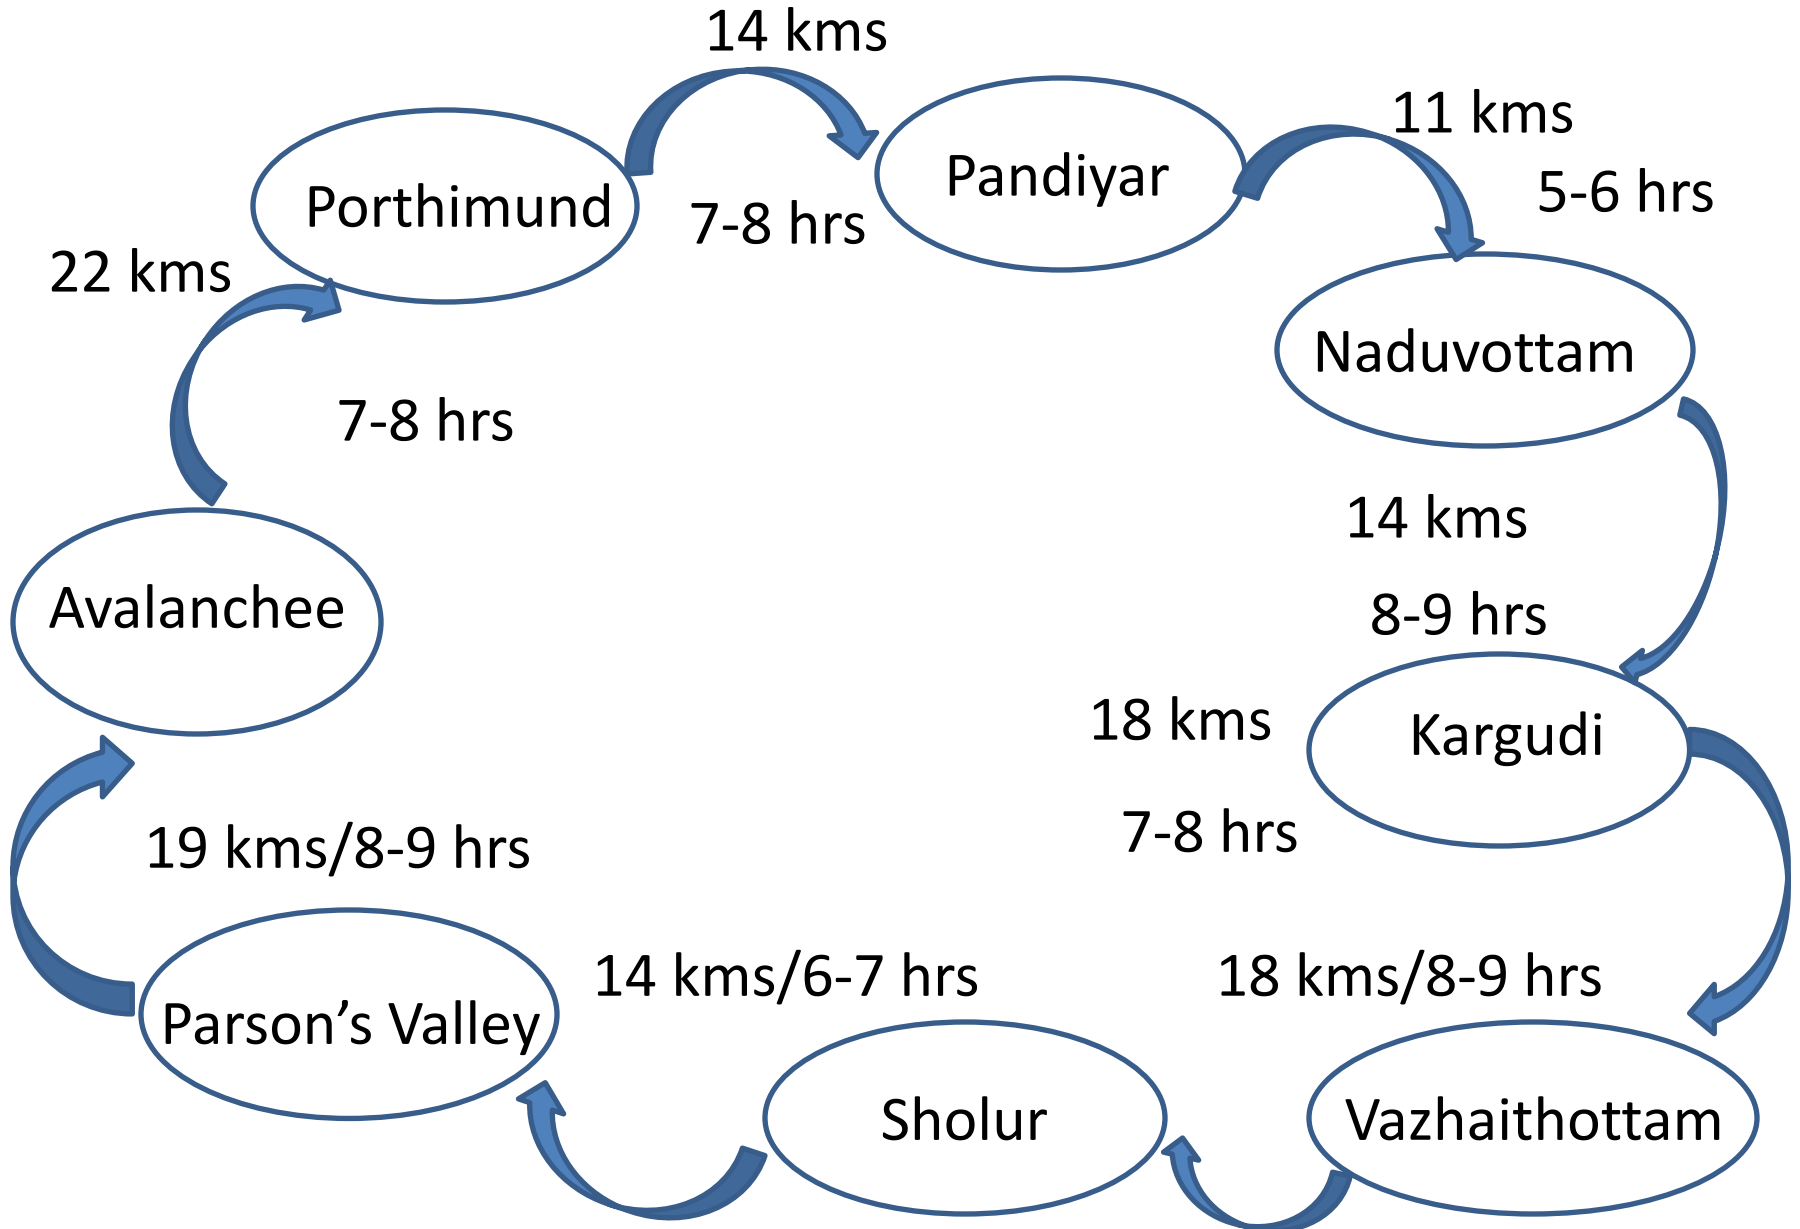 14 kms
11 kms
Pandiyar
Porthimund
5-6 hrs
7-8 hrs
22 kms
Naduvottam
7-8 hrs
14 kms
Avalanchee
8-9 hrs
18 kms
Kargudi
7-8 hrs
19 kms/8-9 hrs
14 kms/6-7 hrs
18 kms/8-9 hrs
Parson’s Valley
Sholur
Vazhaithottam